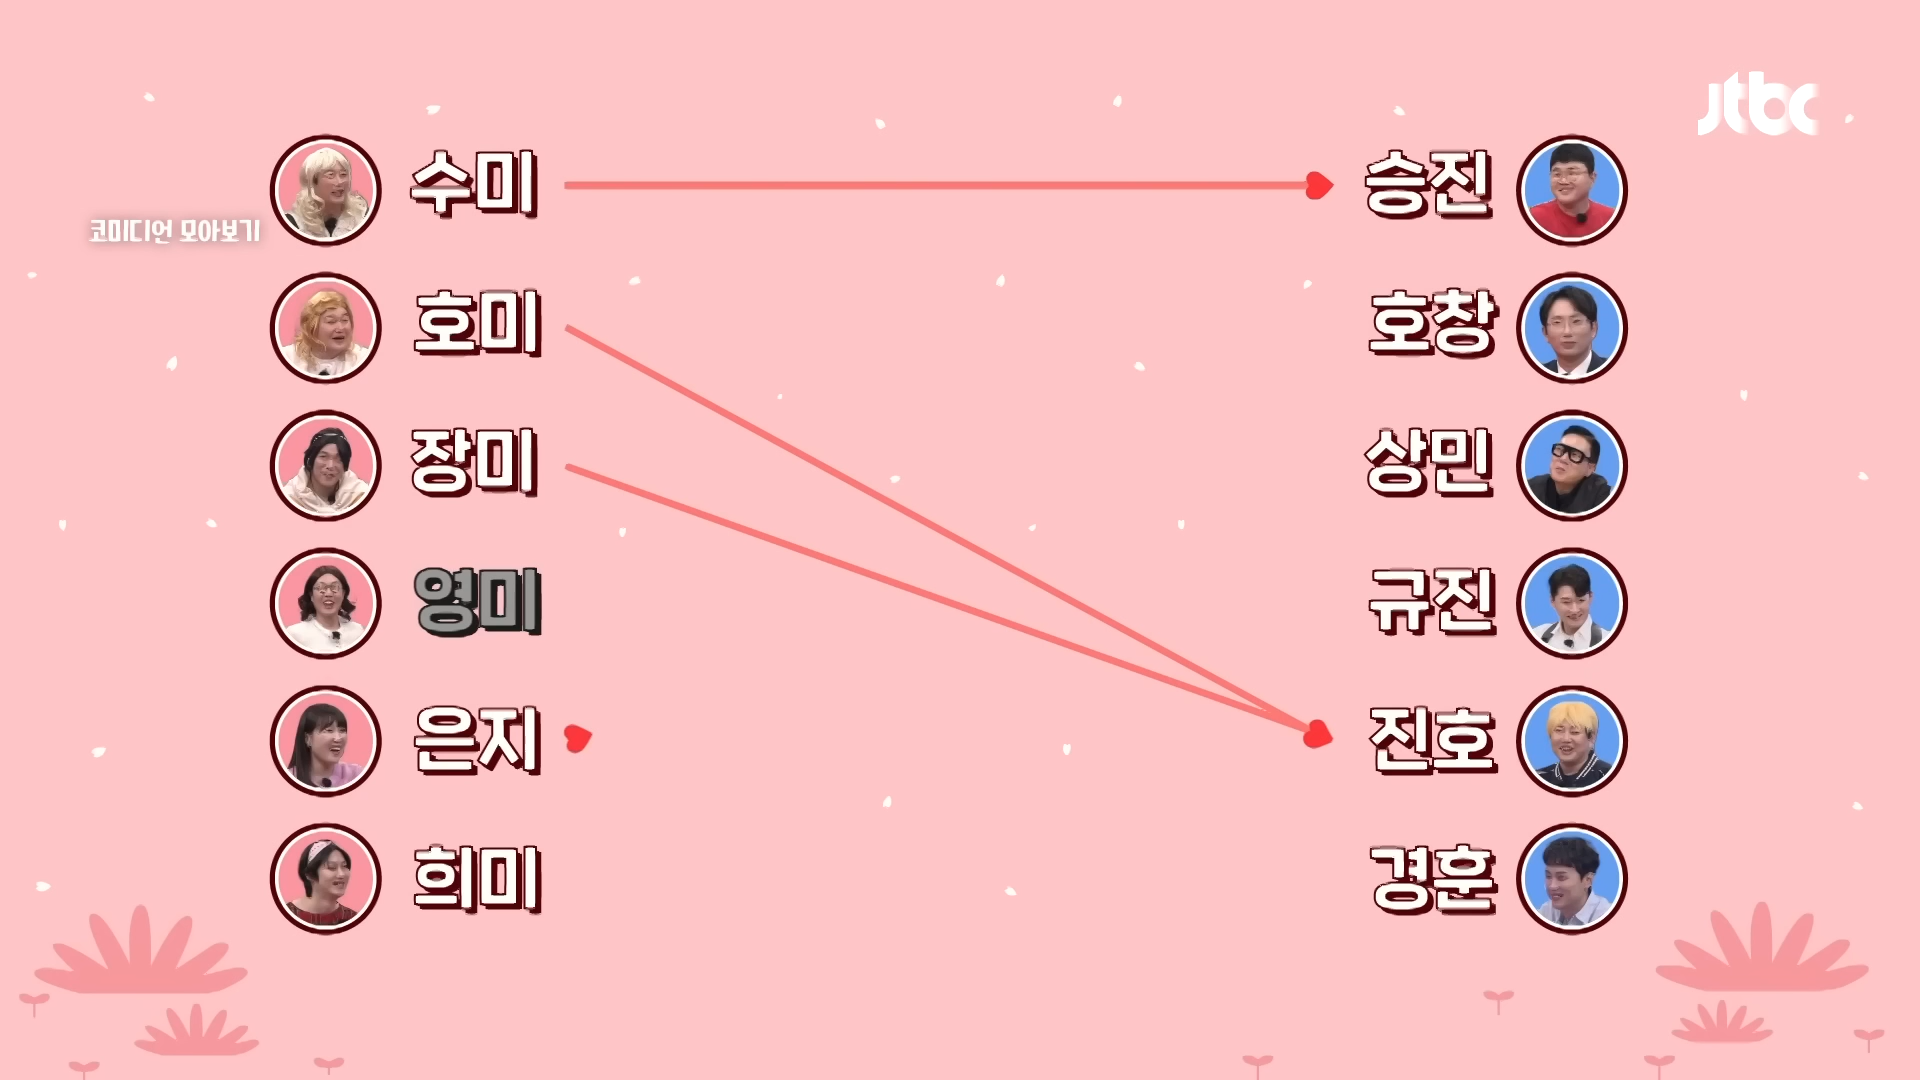 jtbc
수미 승진
코미디언 모아보기
호미 호창
장미 상민
영미 규진
은지 진호
희미 경훈